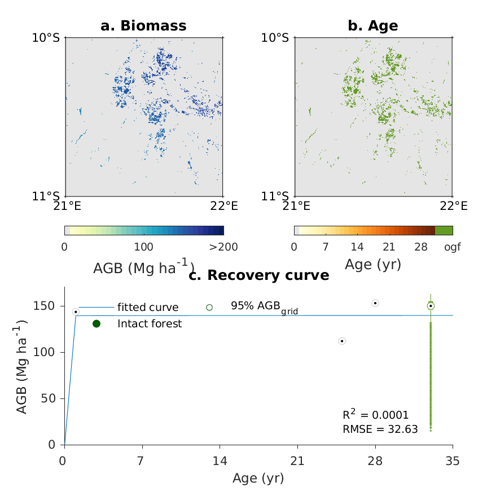 a. Biomass
b. Age
10°S
11°S
21°E
22°E
10°S
11°S
21°E
22°E
0
100
>200
AGB (Mg ha⁻¹)
0
7
14
21
28
ogf
Age (yr)
c. Recovery curve
150
100
50
0
AGB (Mg ha⁻¹)
fitted curve
95% AGB_grid
Intact forest
R² = 0.0001
RMSE = 32.63
0
7
14
21
28
35
Age (yr)